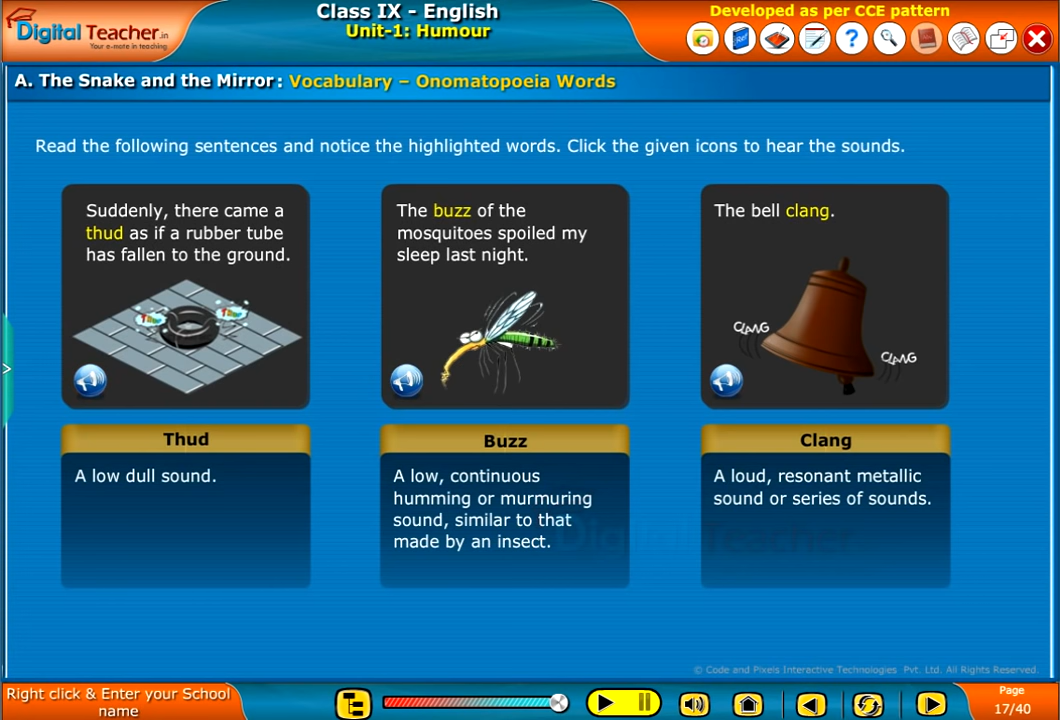 Digital Teacher.in
Your e-mate in teaching
Class IX - English
Unit-1: Humour
Developed as per CCE pattern
A. The Snake and the Mirror : Vocabulary – Onomatopoeia Words
Read the following sentences and notice the highlighted words. Click the given icons to hear the sounds.
Suddenly, there came a
thud as if a rubber tube
has fallen to the ground.
The buzz of the
mosquitoes spoiled my
sleep last night.
The bell clang.
CLANG
CLANG
Thud
A low dull sound.
Buzz
A low, continuous
humming or murmuring
sound, similar to that
made by an insect.
Clang
A loud, resonant metallic
sound or series of sounds.
Digital Teacher
© Code and Pixels Interactive Technologies Pvt. Ltd. All Rights Reserved.
Right click & Enter your School
name
Page
17/40